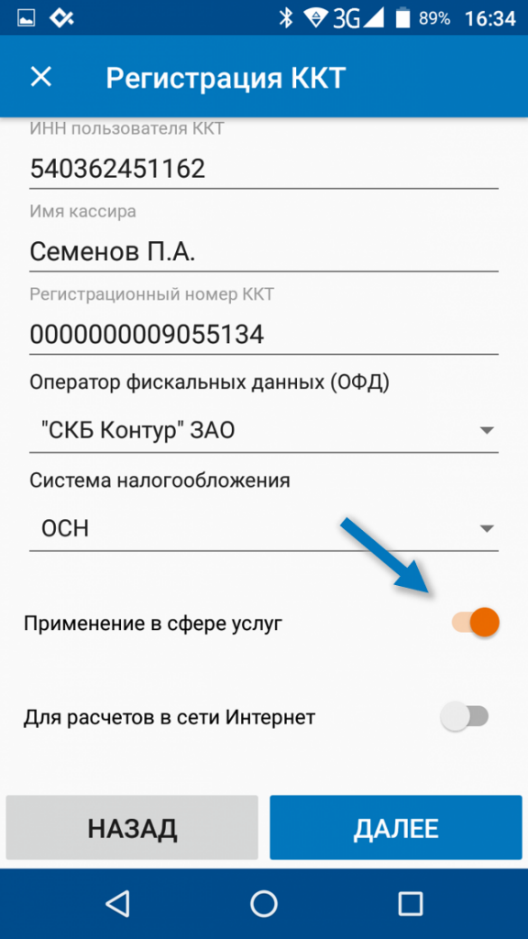 3G 89% 16:34
Регистрация ККТ
ИНН пользователя ККТ
540362451162
Имя кассира
Семенов П.А.
Регистрационный номер ККТ
0000000009055134
Оператор фискальных данных (ОФД)
"СКБ Контур" ЗАО
Система налогообложения
ОСН
Применение в сфере услуг
Для расчетов в сети Интернет
НАЗАД ДАЛЕЕ